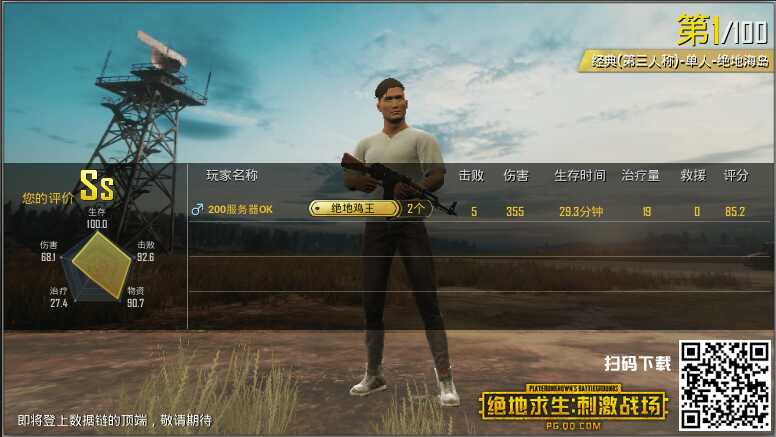 第1/100
经典(第三人称)-单人-绝地海岛
您的评价 Ss
玩家名称 击败 伤害 生存时间 治疗量 救援 评分
200服务器OK 绝地鸡王 2个 5 355 29.3分钟 19 0 85.2
生存
100.0
伤害 击败
68.1 92.6
治疗 物资
27.4 90.7
扫码下载
PLAYERUNKNOWN'S BATTLEGROUNDS
绝地求生:刺激战场
PG.QQ.COM
即将登上数据链的顶端，敬请期待